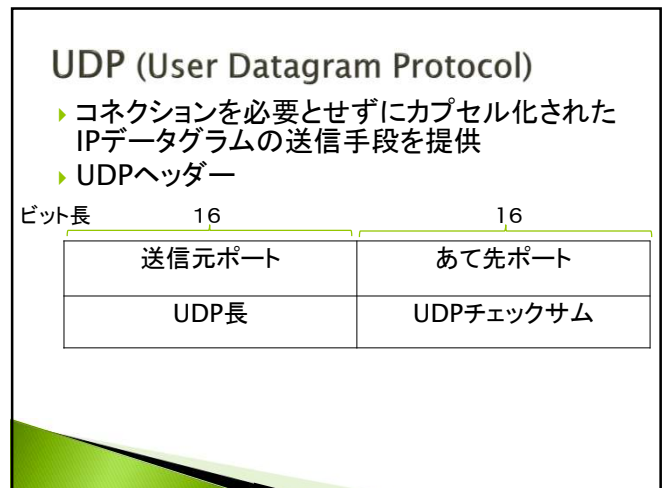 UDP (User Datagram Protocol)
コネクションを必要とせずにカプセル化された
IPデータグラムの送信手段を提供
UDPヘッダー
ビット長 16 16
送信元ポート あて先ポート
UDP長 UDPチェックサム